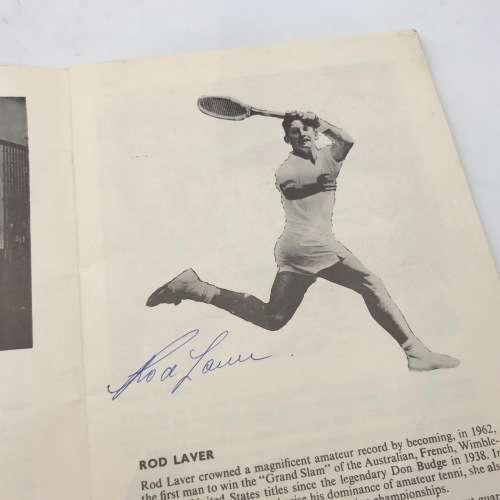 Rod Laver
ROD LAVER
Rod Laver crowned a magnificent amateur record by becoming, in 1962,
the first man to win the "Grand Slam" of the Australian, French, Wimble-
United States titles since the legendary Don Budge in 1938. In
his dominance of amateur tennis, she
championships.